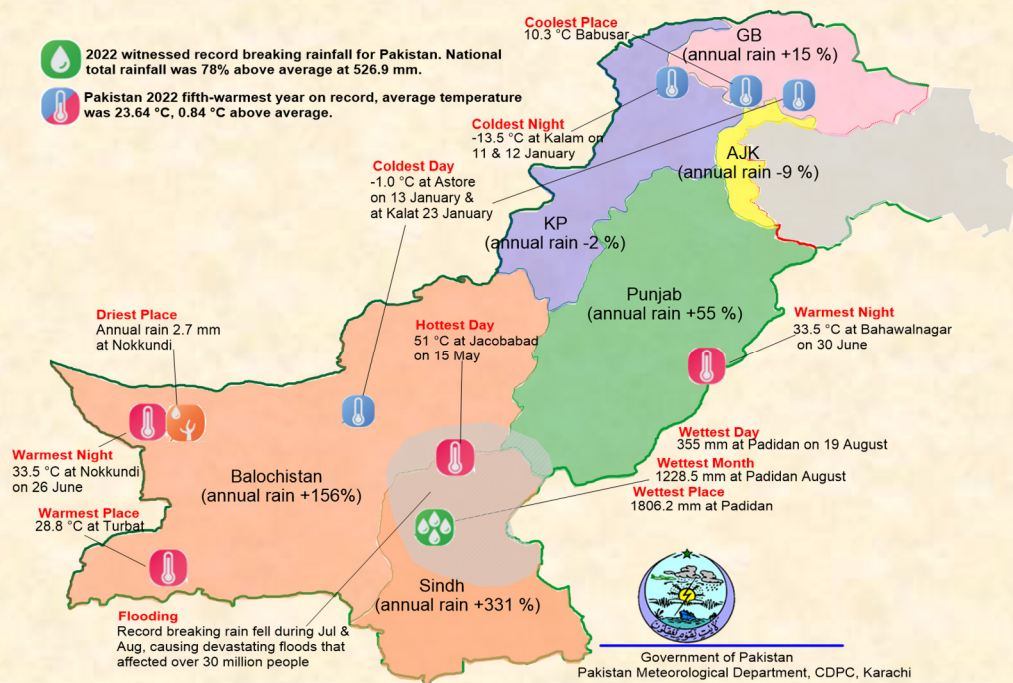 2022 witnessed record breaking rainfall for Pakistan. National
total rainfall was 78% above average at 526.9 mm.
Pakistan 2022 fifth-warmest year on record, average temperature
was 23.64 °C, 0.84 °C above average.
Coolest Place
10.3 °C Babusar
GB
(annual rain +15 %)
Coldest Night
-13.5 °C at Kalam on
11 & 12 January
AJK
(annual rain -9 %)
Coldest Day
-1.0 °C at Astore
on 13 January &
at Kalat 23 January
KP
(annual rain -2 %)
Punjab
(annual rain +55 %)
Driest Place
Annual rain 2.7 mm
at Nokkundi
Hottest Day
51 °C at Jacobabad
on 15 May
Warmest Night
33.5 °C at Bahawalnagar
on 30 June
Warmest Night
33.5 °C at Nokkundi
on 26 June
Balochistan
(annual rain +156%)
Wettest Day
355 mm at Padidan on 19 August
Wettest Month
1228.5 mm at Padidan August
Wettest Place
1806.2 mm at Padidan
Warmest Place
28.8 °C at Turbat
Sindh
(annual rain +331 %)
Flooding
Record breaking rain fell during Jul &
Aug, causing devastating floods that
affected over 30 million people
Government of Pakistan
Pakistan Meteorological Department, CDPC, Karachi